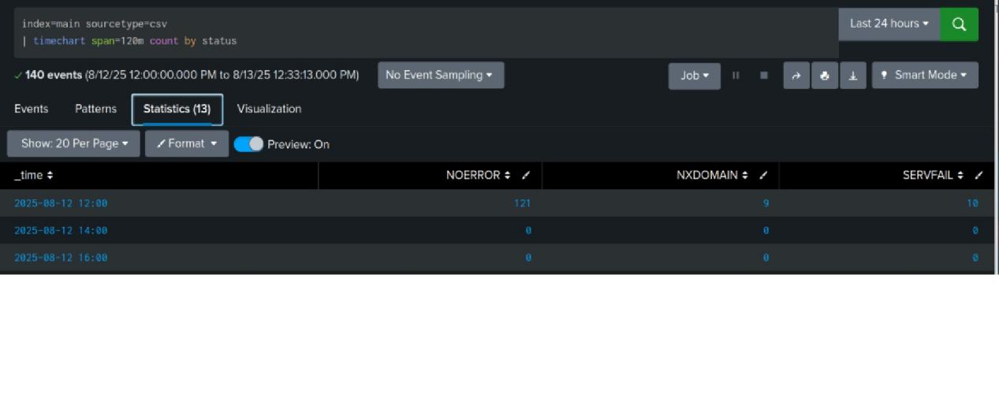 index=main sourcetype=csv
| timechart span=120m count by status
Last 24 hours
140 events (8/12/25 12:00:00.000 PM to 8/13/25 12:33:13.000 PM)
No Event Sampling
Job
Smart Mode
Events Patterns Statistics (13) Visualization
Show: 20 Per Page Format Preview: On
_time NOERROR NXDOMAIN SERVFAIL
2025-08-12 12:00 121 9 10
2025-08-12 14:00 0 0 0
2025-08-12 16:00 0 0 0